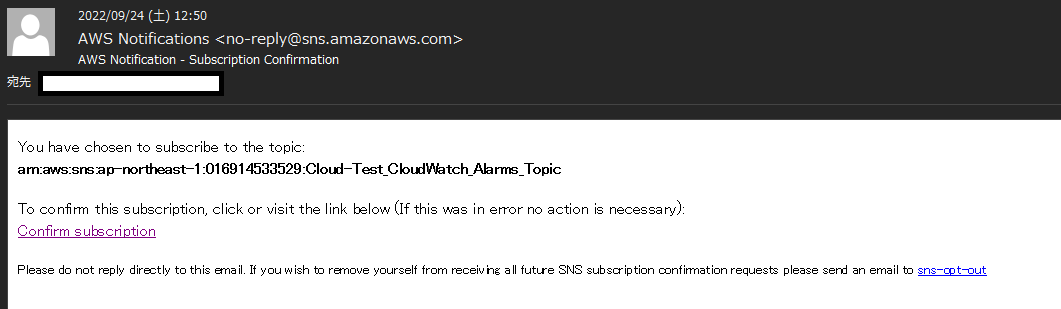 2022/09/24 (土) 12:50
AWS Notifications <no-reply@sns.amazonaws.com>
AWS Notification - Subscription Confirmation
宛先
You have chosen to subscribe to the topic:
arn:aws:sns:ap-northeast-1:016914533529:Cloud-Test_CloudWatch_Alarms_Topic
To confirm this subscription, click or visit the link below (If this was in error no action is necessary):
Confirm subscription
Please do not reply directly to this email. If you wish to remove yourself from receiving all future SNS subscription confirmation requests please send an email to sns-opt-out